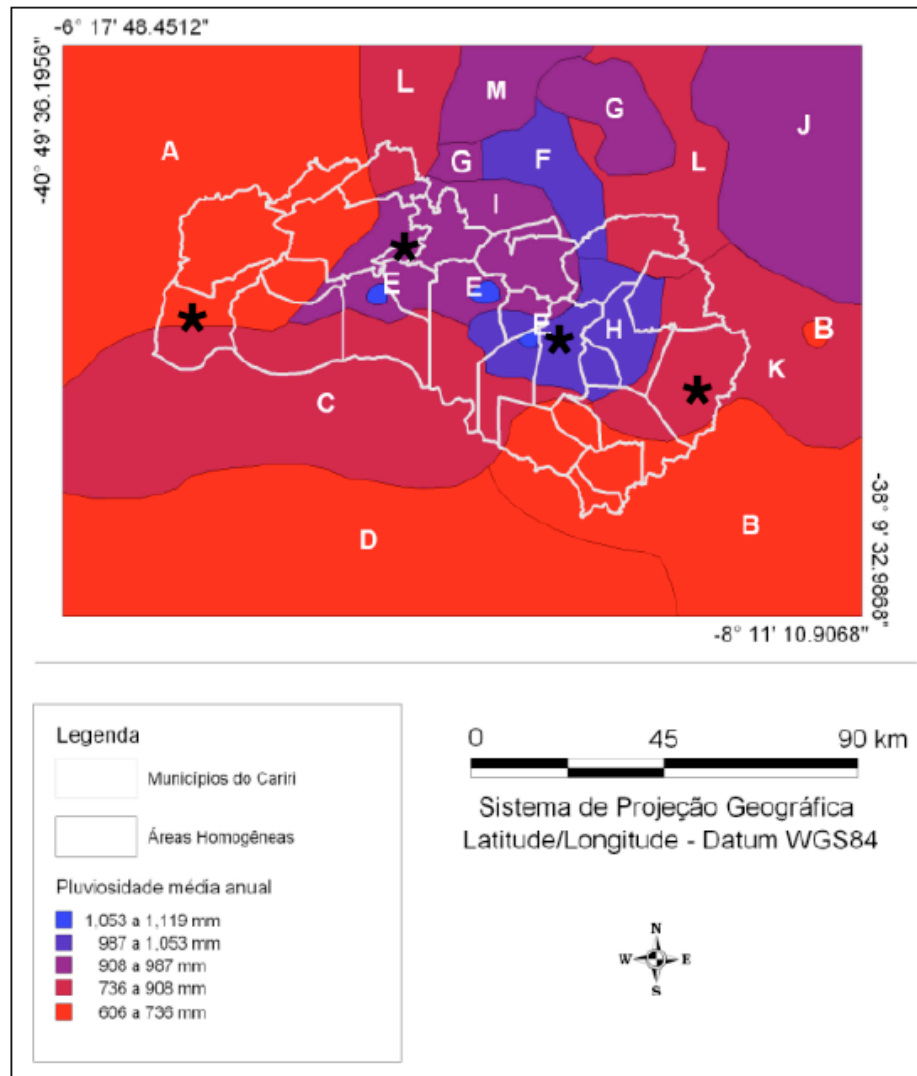 -6° 17' 48.4512"
-40° 49' 36.1956"
L
M
G
J
A
G
F
L
I
E
E
B
E
H
K
C
B
D
-38° 9' 32.9868"
-8° 11' 10.9068"
Legenda
Municípios do Cariri
Áreas Homogêneas
Pluviosidade média anual
1,053 a 1,119 mm
987 a 1,053 mm
908 a 987 mm
736 a 908 mm
606 a 736 mm
0 45 90 km
Sistema de Projeção Geográfica
Latitude/Longitude - Datum WGS84
N
W E
S